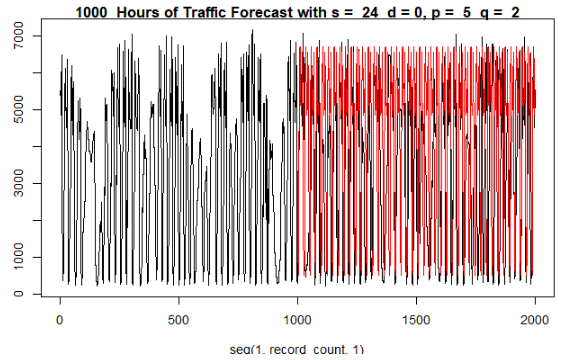 1000 Hours of Traffic Forecast with s = 24 d = 0, p = 5 q = 2
7000
5000
3000
1000
0
0 500 1000 1500 2000
seq(1, record_count, 1)